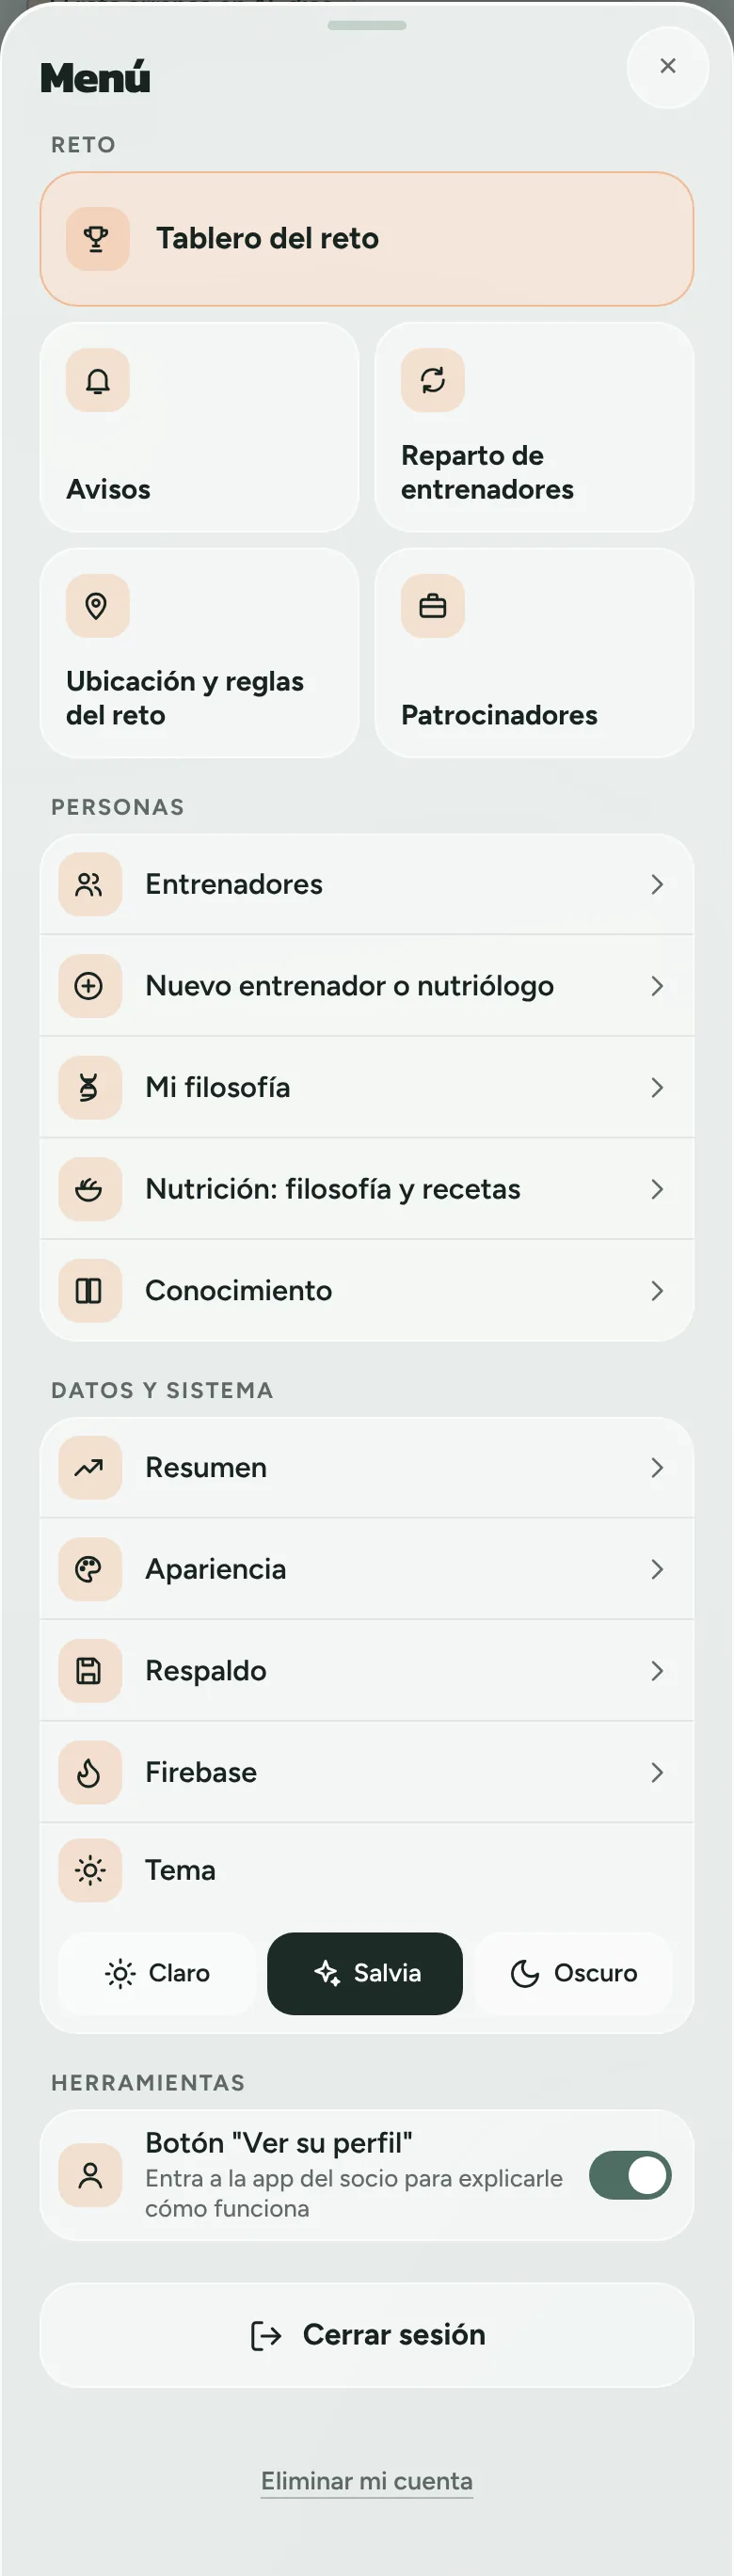 Menú
RETO
Tablero del reto
Avisos
Reparto de
entrenadores
Ubicación y reglas
del reto
Patrocinadores
PERSONAS
Entrenadores
Nuevo entrenador o nutriólogo
Mi filosofía
Nutrición: filosofía y recetas
Conocimiento
DATOS Y SISTEMA
Resumen
Apariencia
Respaldo
Firebase
Tema
Claro
Salvia
Oscuro
HERRAMIENTAS
Botón "Ver su perfil"
Entra a la app del socio para explicarle
cómo funciona
Cerrar sesión
Eliminar mi cuenta